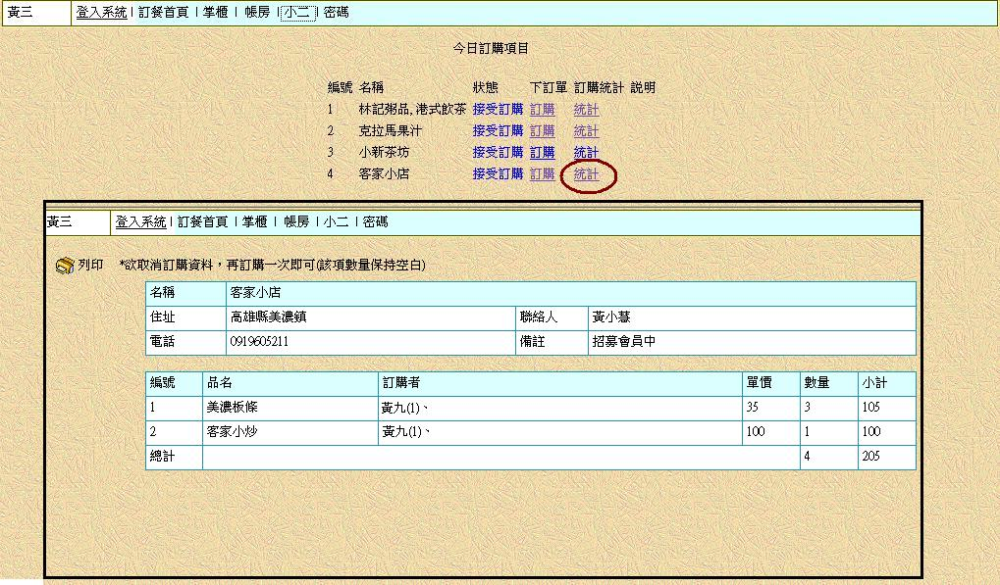 黃三 登入系統 | 訂餐首頁 | 掌櫃 | 帳房 | 小二 | 密碼
今日訂購項目
編號 名稱 狀態 下訂單 訂購統計 說明
1 林記粥品,港式飲茶 接受訂購 訂購 統計
2 克拉馬果汁 接受訂購 訂購 統計
3 小新茶坊 接受訂購 訂購 統計
4 客家小店 接受訂購 訂購 統計
黃三 登入系統 | 訂餐首頁 | 掌櫃 | 帳房 | 小二 | 密碼
列印 *欲取消訂購資料，再訂購一次即可(該項數量保持空白)
名稱 客家小店
住址 高雄縣美濃鎮 聯絡人 黃小慧
電話 0919605211 備註 招募會員中
編號 品名 訂購者 單價 數量 小計
1 美濃板條 黃九(1)、 35 3 105
2 客家小炒 黃九(1)、 100 1 100
總計 4 205